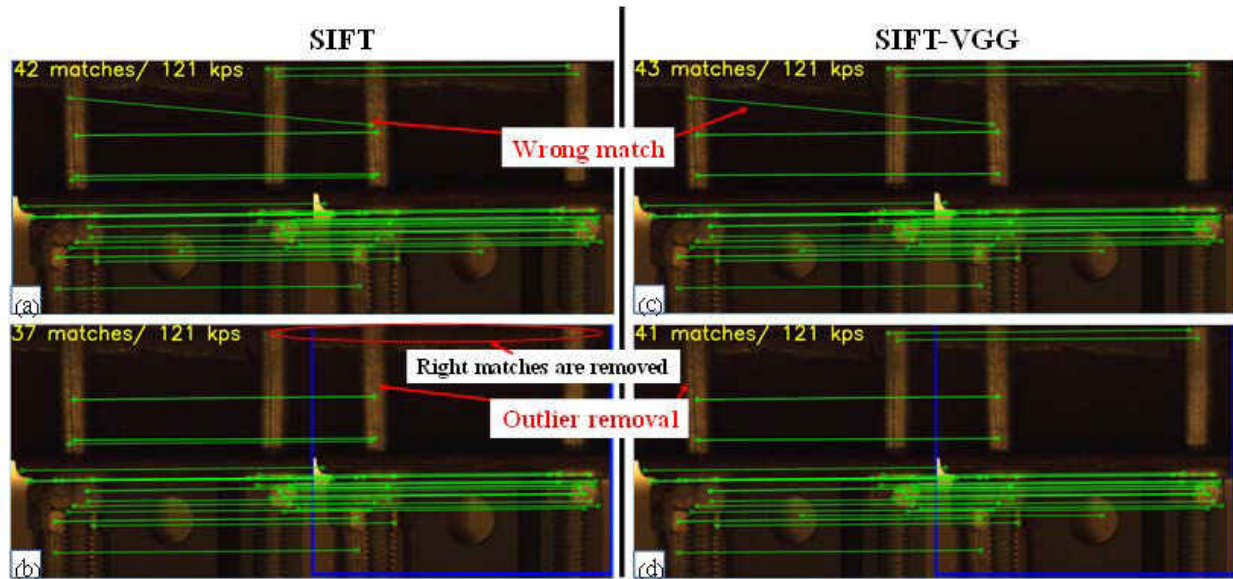 SIFT
SIFT-VGG
42 matches/ 121 kps
43 matches/ 121 kps
Wrong match
(a)
(c)
37 matches/ 121 kps
41 matches/ 121 kps
Right matches are removed
Outlier removal
(b)
(d)